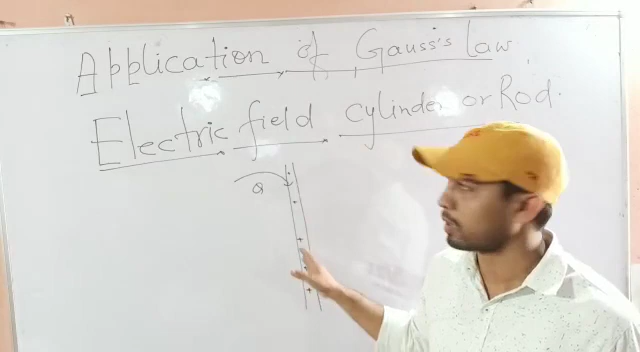 Application of Gauss's law.
Electric field cylinder or Rod.
Q